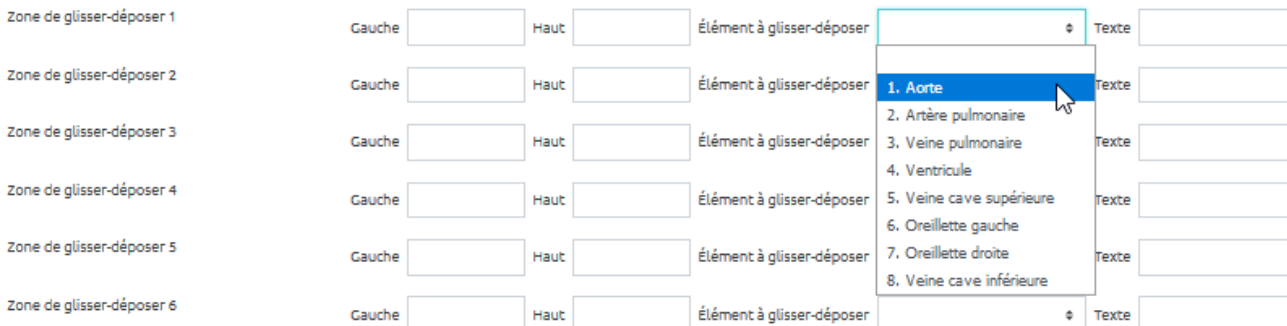 Zone de glisser-déposer 1 Gauche Haut Élément à glisser-déposer Texte
Zone de glisser-déposer 2 Gauche Haut Élément à glisser-déposer Texte
1. Aorte
2. Artère pulmonaire
Zone de glisser-déposer 3 Gauche Haut Élément à glisser-déposer Texte
3. Veine pulmonaire
4. Ventricule
Zone de glisser-déposer 4 Gauche Haut Élément à glisser-déposer Texte
5. Veine cave supérieure
6. Oreillette gauche
Zone de glisser-déposer 5 Gauche Haut Élément à glisser-déposer Texte
7. Oreillette droite
8. Veine cave inférieure
Zone de glisser-déposer 6 Gauche Haut Élément à glisser-déposer Texte